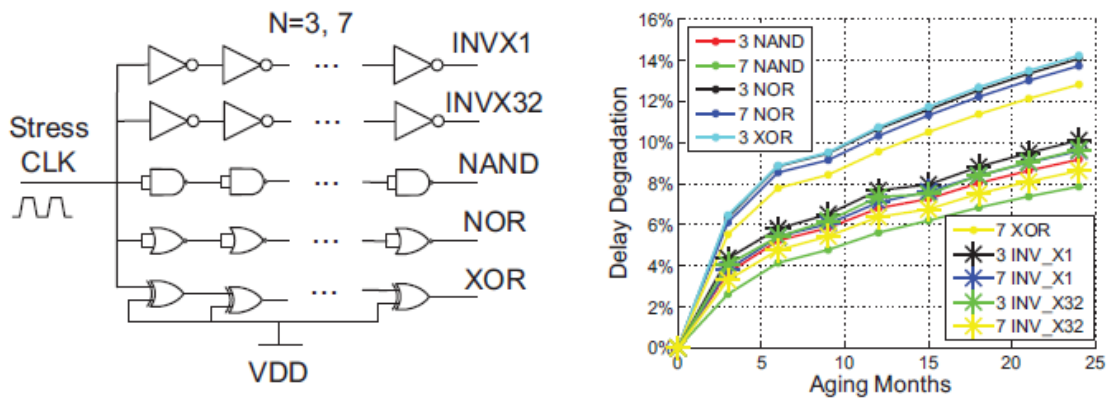 N=3, 7
INVX1
...
INVX32
...
Stress
CLK
NAND
...
NOR
...
XOR
...
VDD
16%
14%
12%
10%
8%
6%
4%
2%
0%
Delay Degradation
3 NAND
7 NAND
3 NOR
7 NOR
3 XOR
7 XOR
3 INV_X1
7 INV_X1
3 INV_X32
7 INV_X32
0 5 10 15 20 25
Aging Months